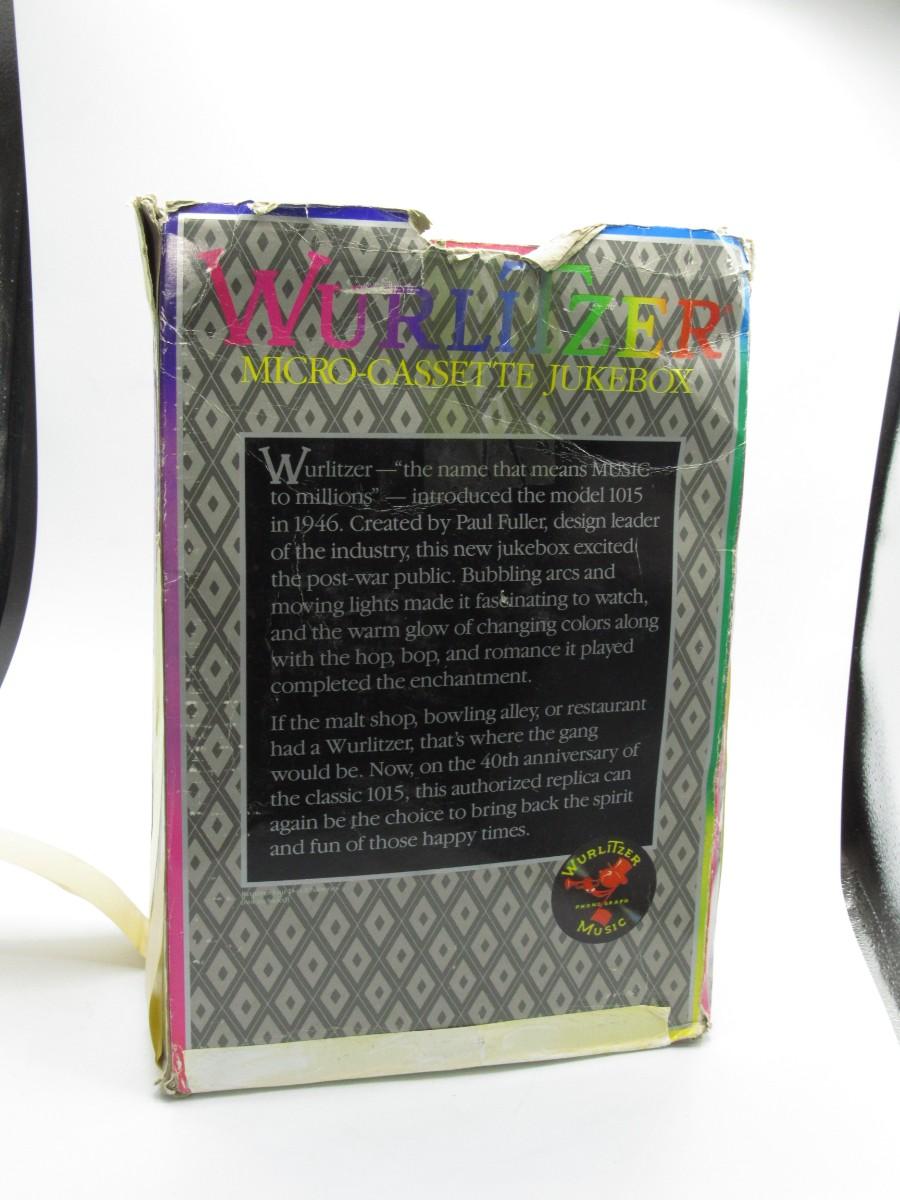 WURLITZER
MICRO-CASSETTE JUKEBOX
Wurlitzer—“the name that means MUSIC
to millions” — introduced the model 1015
in 1946. Created by Paul Fuller, design leader
of the industry, this new jukebox excited
the post-war public. Bubbling arcs and
moving lights made it fascinating to watch,
and the warm glow of changing colors along
with the hop, bop, and romance it played
completed the enchantment.
If the malt shop, bowling alley, or restaurant
had a Wurlitzer, that's where the gang
would be. Now, on the 40th anniversary of
the classic 1015, this authorized replica can
again be the choice to bring back the spirit
and fun of those happy times.
WURLITZER
PHONOGRAPH
MUSIC